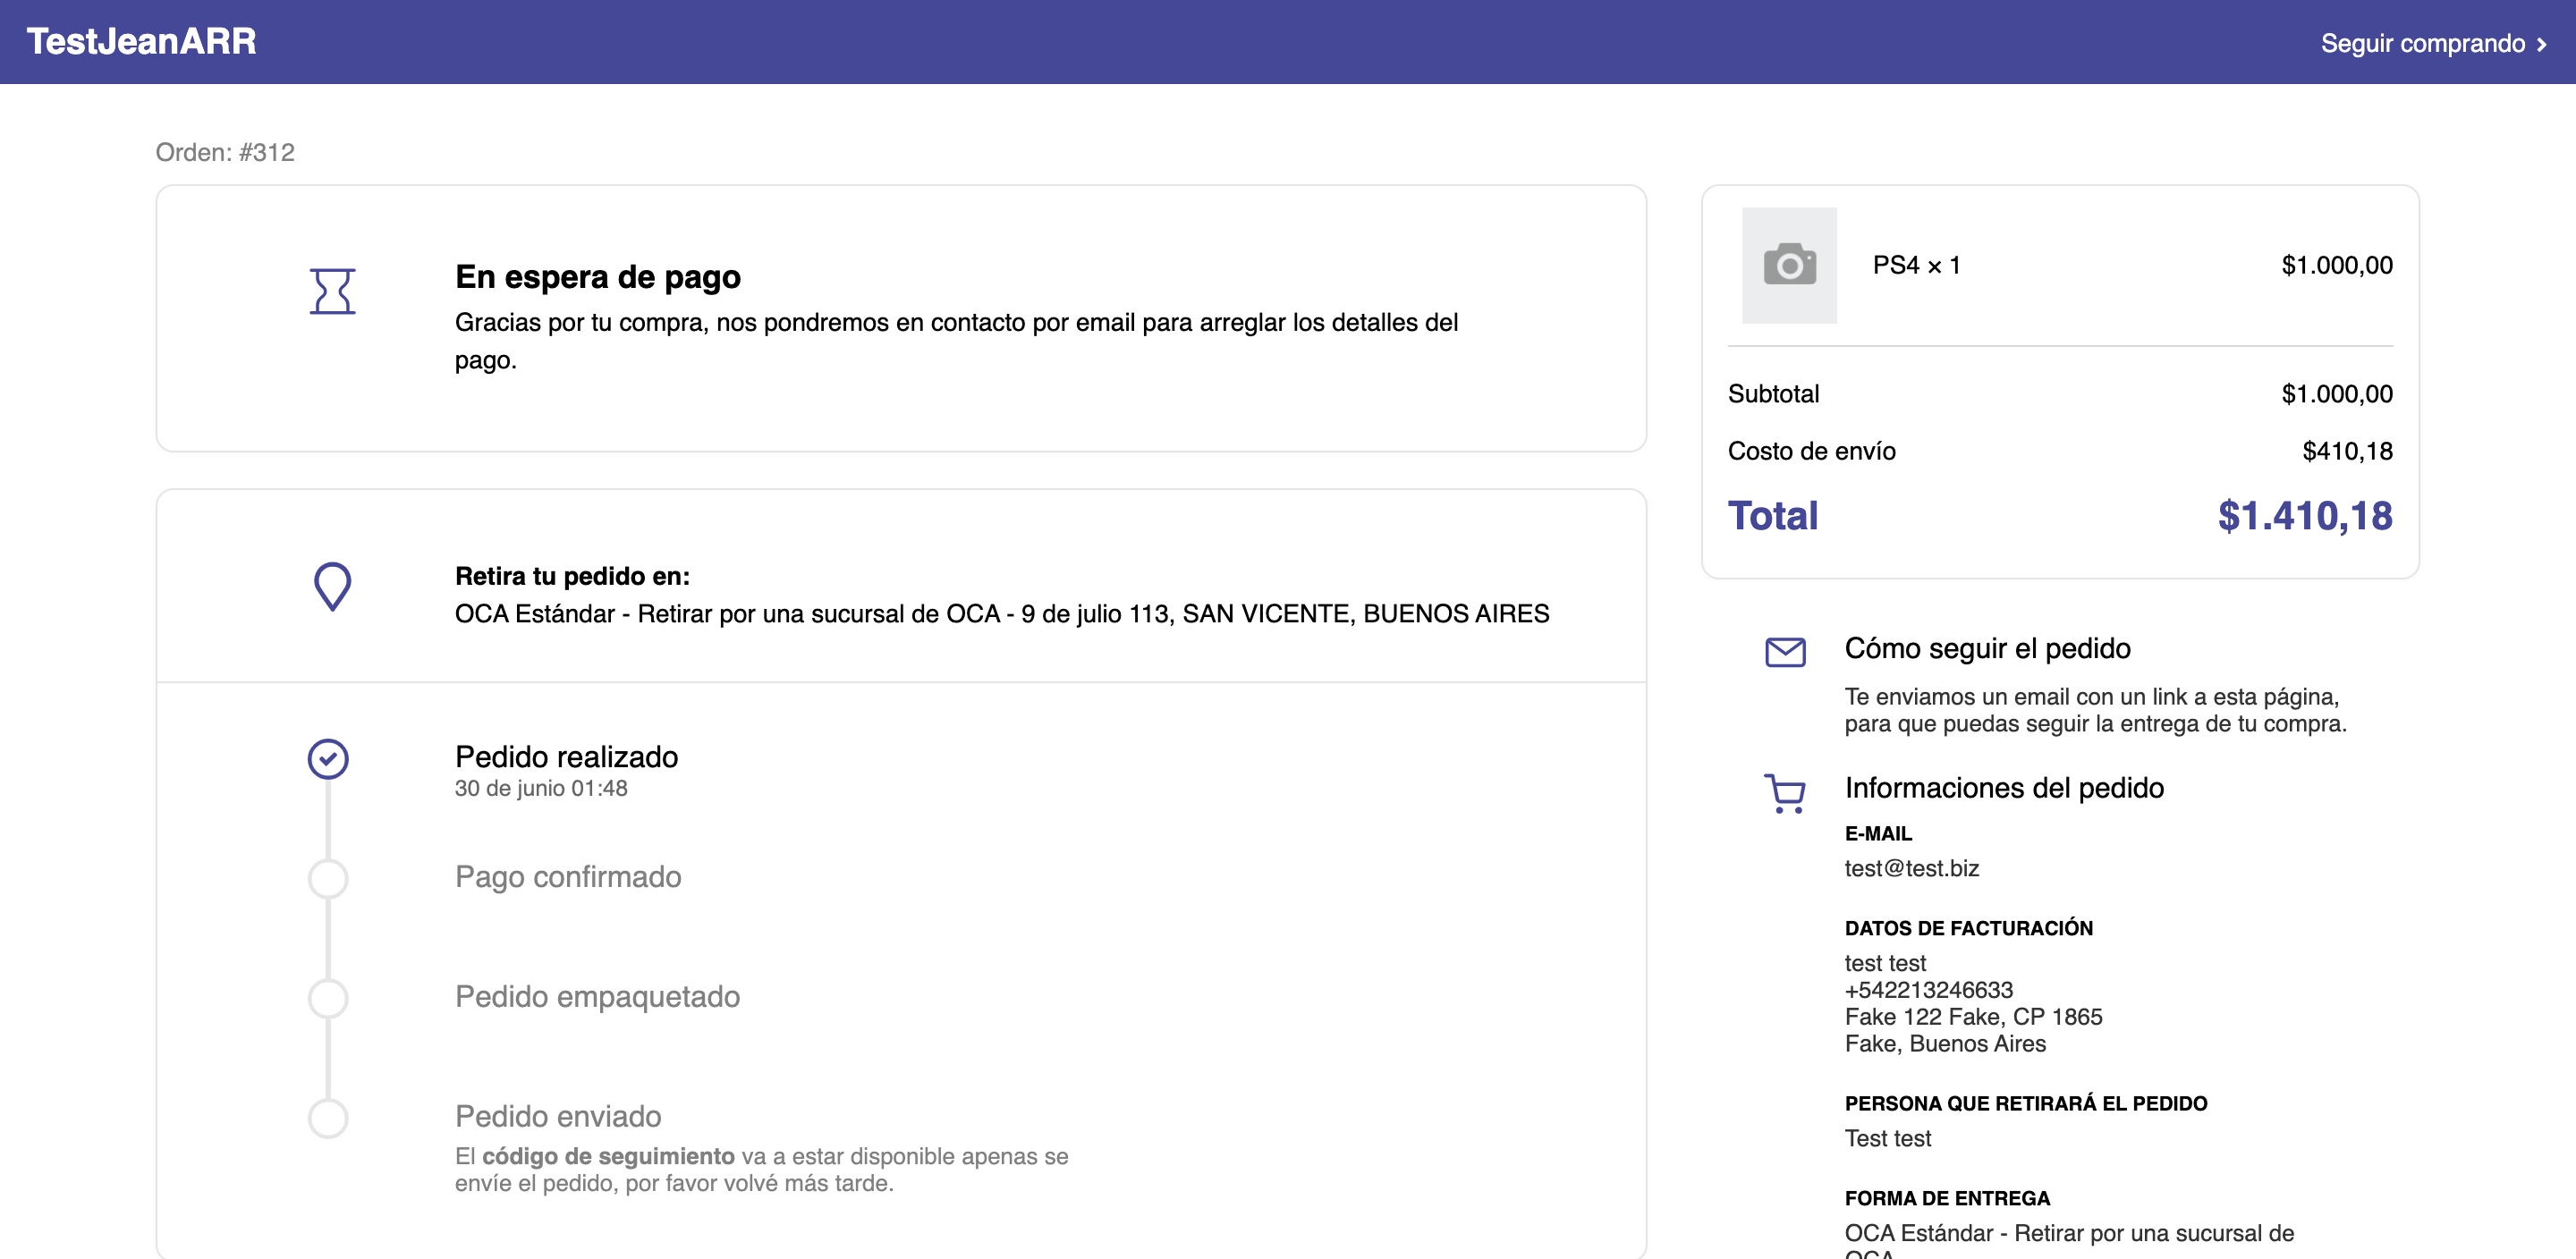 TestJeanARR
Seguir comprando
Orden: #312
En espera de pago
Gracias por tu compra, nos pondremos en contacto por email para arreglar los detalles del
pago.
Retira tu pedido en:
OCA Estándar - Retirar por una sucursal de OCA - 9 de julio 113, SAN VICENTE, BUENOS AIRES
Pedido realizado
30 de junio 01:48
Pago confirmado
Pedido empaquetado
Pedido enviado
El código de seguimiento va a estar disponible apenas se
envíe el pedido, por favor volvé más tarde.
PS4 × 1 $1.000,00
Subtotal $1.000,00
Costo de envío $410,18
Total $1.410,18
Cómo seguir el pedido
Te enviamos un email con un link a esta página,
para que puedas seguir la entrega de tu compra.
Informaciones del pedido
E-MAIL
test@test.biz
DATOS DE FACTURACIÓN
test test
+542213246633
Fake 122 Fake, CP 1865
Fake, Buenos Aires
PERSONA QUE RETIRARÁ EL PEDIDO
Test test
FORMA DE ENTREGA
OCA Estándar - Retirar por una sucursal de
OCA